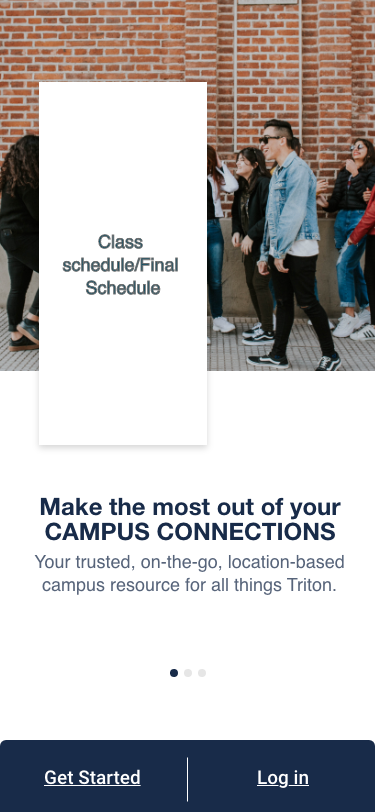 Class
schedule/Final
Schedule
Make the most out of your
CAMPUS CONNECTIONS
Your trusted, on-the-go, location-based
campus resource for all things Triton.
Get Started
Log in